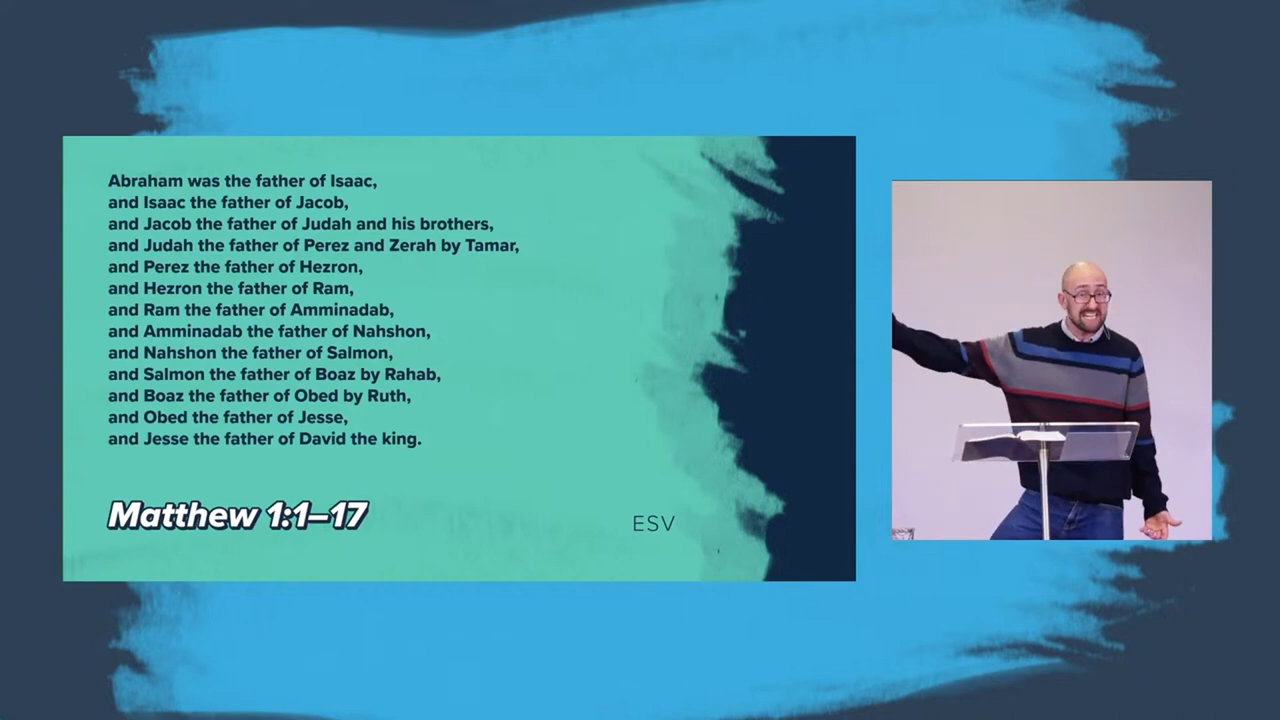 Abraham was the father of Isaac,
and Isaac the father of Jacob,
and Jacob the father of Judah and his brothers,
and Judah the father of Perez and Zerah by Tamar,
and Perez the father of Hezron,
and Hezron the father of Ram,
and Ram the father of Amminadab,
and Amminadab the father of Nahshon,
and Nahshon the father of Salmon,
and Salmon the father of Boaz by Rahab,
and Boaz the father of Obed by Ruth,
and Obed the father of Jesse,
and Jesse the father of David the king.
Matthew 1:1–17
ESV